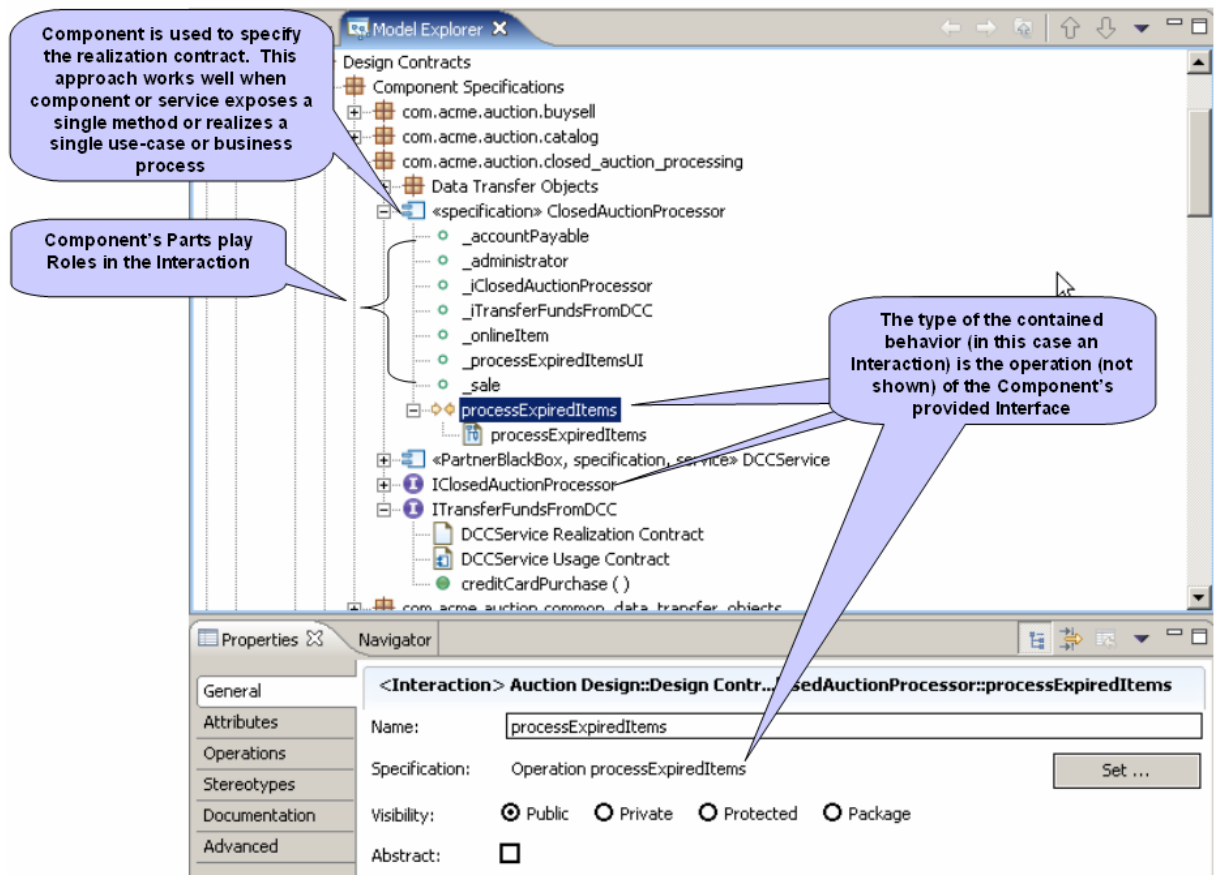 Component is used to specify
the realization contract. This
approach works well when
component or service exposes a
single method or realizes a
single use-case or business
process
Model Explorer
Design Contracts
Component Specifications
com.acme.auction.buysell
com.acme.auction.catalog
com.acme.auction.closed_auction_processing
Data Transfer Objects
«specification» ClosedAuctionProcessor
Component's Parts play
Roles in the Interaction
_accountPayable
_administrator
_iClosedAuctionProcessor
_iTransferFundsFromDCC
_onlineItem
_processExpiredItemsUI
_sale
The type of the contained
behavior (in this case an
Interaction) is the operation (not
shown) of the Component's
provided Interface
processExpiredItems
processExpiredItems
«PartnerBlackBox, specification, service» DCCService
IClosedAuctionProcessor
ITransferFundsFromDCC
DCCService Realization Contract
DCCService Usage Contract
creditCardPurchase ( )
com.acme.auction.common_data_transfer_objects
Properties
Navigator
General
Attributes
Operations
Stereotypes
Documentation
Advanced
<Interaction> Auction Design::Design Contr...losedAuctionProcessor::processExpiredItems
Name: processExpiredItems
Specification: Operation processExpiredItems Set ...
Visibility: Public Private Protected Package
Abstract: